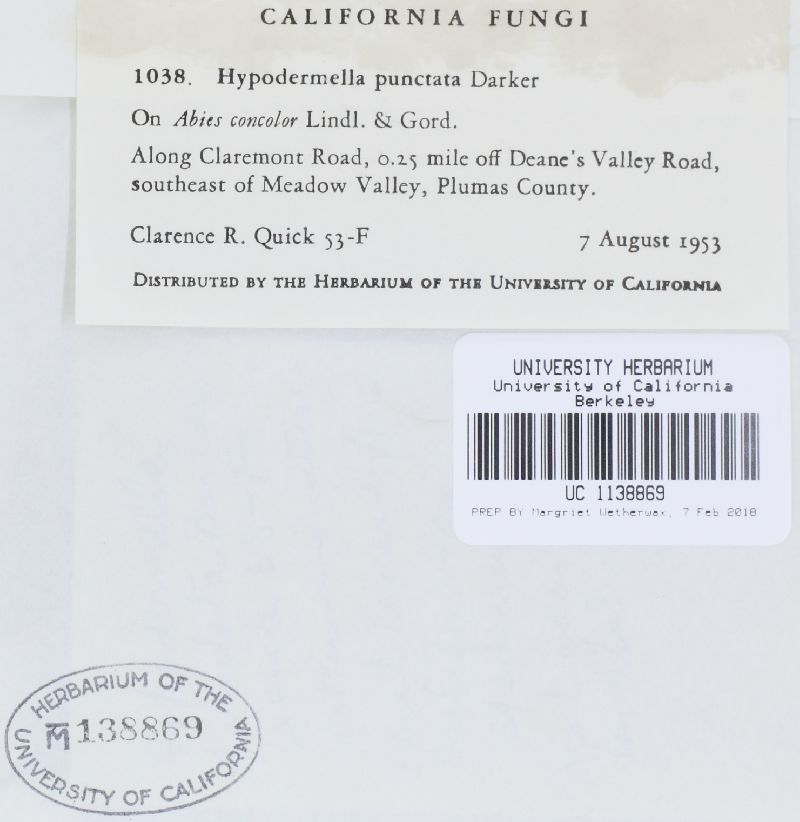 CALIFORNIA FUNGI
1038. Hypodermella punctata Darker
On Abies concolor Lindl. & Gord.
Along Claremont Road, 0.25 mile off Deane's Valley Road,
southeast of Meadow Valley, Plumas County.
Clarence R. Quick 53-F 7 August 1953
DISTRIBUTED BY THE HERBARIUM OF THE UNIVERSITY OF CALIFORNIA
UNIVERSITY HERBARIUM
University of California
Berkeley
UC 1138869
PREP BY Margriet Wetherwax, 7 Feb 2018
HERBARIUM OF THE
M138869
UNIVERSITY OF CALIFORNIA